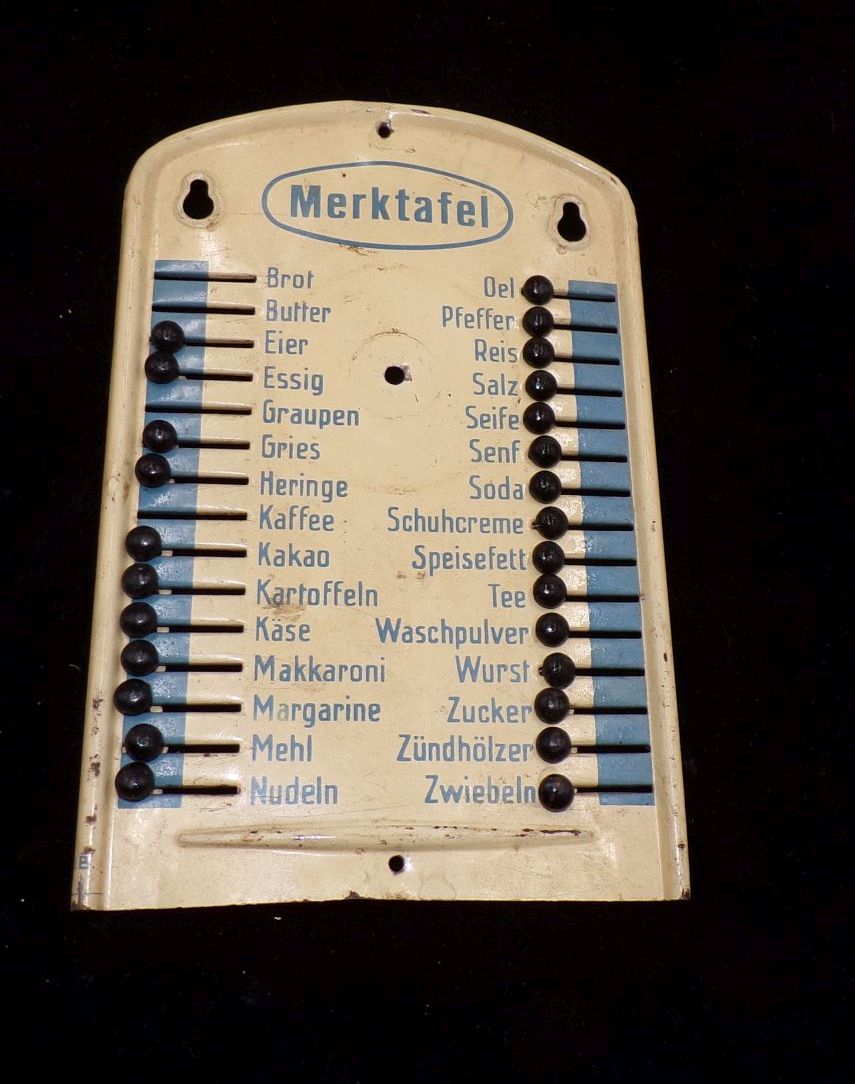 Merktafel
Brot
Butter
Eier
Essig
Graupen
Gries
Heringe
Kaffee
Kakao
Kartoffeln
Käse
Makkaroni
Margarine
Mehl
Nudeln
Oel
Pfeffer
Reis
Salz
Seife
Senf
Soda
Schuhcreme
Speisefett
Tee
Waschpulver
Wurst
Zucker
Zündhölzer
Zwiebeln